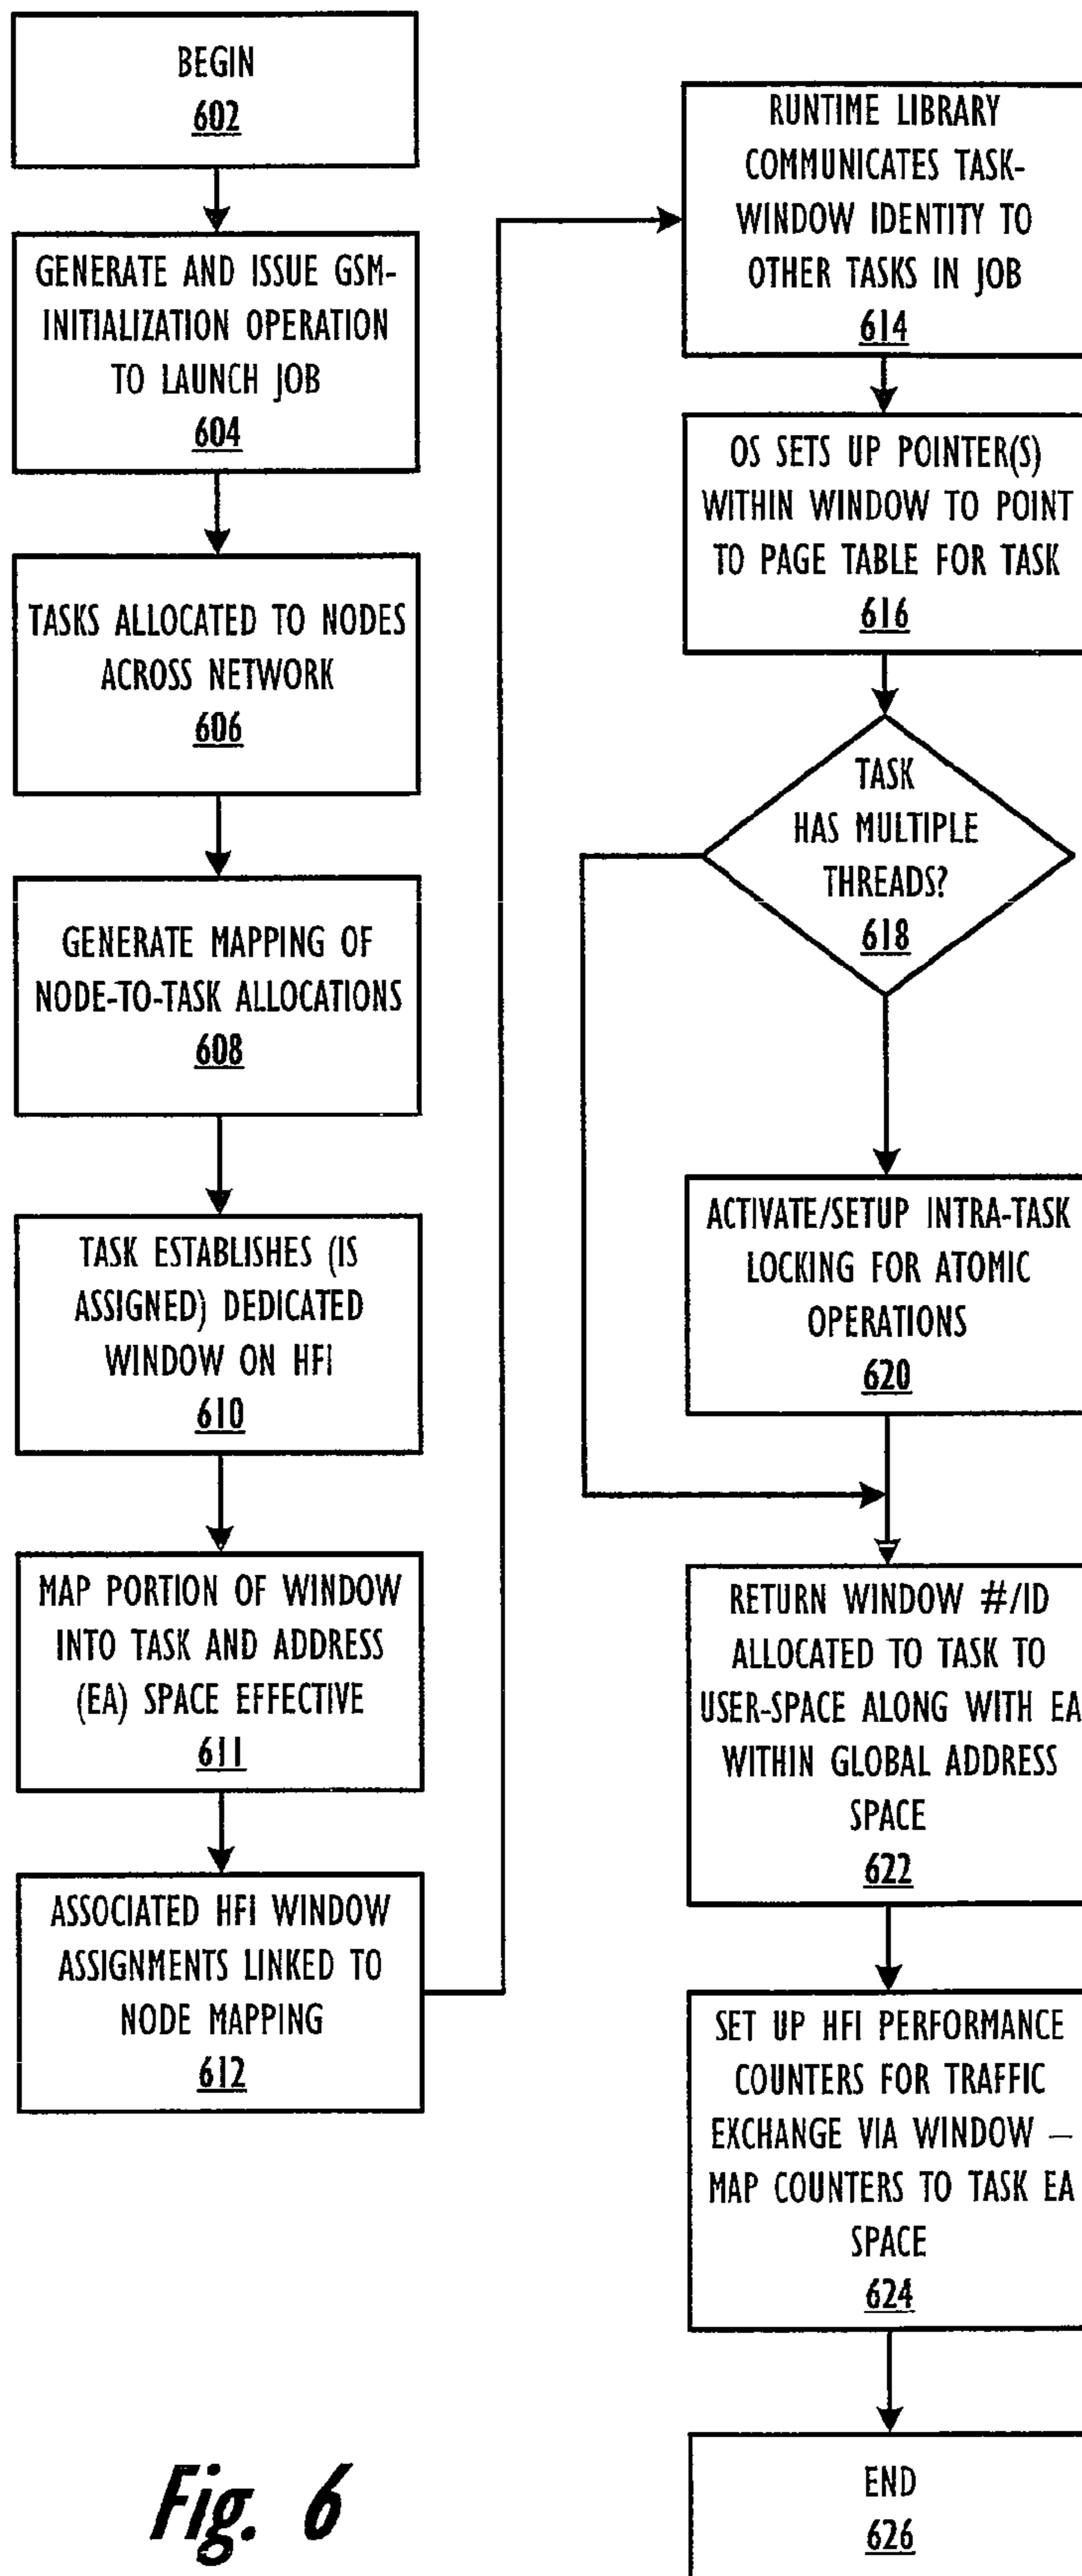 BEGIN
602
GENERATE AND ISSUE GSM-
INITIALIZATION OPERATION
TO LAUNCH JOB
604
TASKS ALLOCATED TO NODES
ACROSS NETWORK
606
GENERATE MAPPING OF
NODE-TO-TASK ALLOCATIONS
608
TASK ESTABLISHES (IS
ASSIGNED) DEDICATED
WINDOW ON HFI
610
MAP PORTION OF WINDOW
INTO TASK AND ADDRESS
(EA) SPACE EFFECTIVE
611
ASSOCIATED HFI WINDOW
ASSIGNMENTS LINKED TO
NODE MAPPING
612
RUNTIME LIBRARY
COMMUNICATES TASK-
WINDOW IDENTITY TO
OTHER TASKS IN JOB
614
OS SETS UP POINTER(S)
WITHIN WINDOW TO POINT
TO PAGE TABLE FOR TASK
616
TASK
HAS MULTIPLE
THREADS?
618
ACTIVATE/SETUP INTRA-TASK
LOCKING FOR ATOMIC
OPERATIONS
620
RETURN WINDOW #/ID
ALLOCATED TO TASK TO
USER-SPACE ALONG WITH EA
WITHIN GLOBAL ADDRESS
SPACE
622
SET UP HFI PERFORMANCE
COUNTERS FOR TRAFFIC
EXCHANGE VIA WINDOW –
MAP COUNTERS TO TASK EA
SPACE
624
END
626
Fig. 6